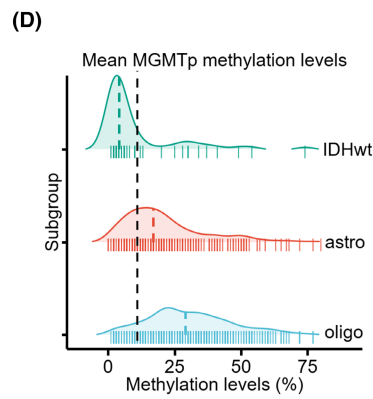 (D)
Mean MGMTp methylation levels
IDHwt
Subgroup
astro
oligo
0 25 50 75
Methylation levels (%)